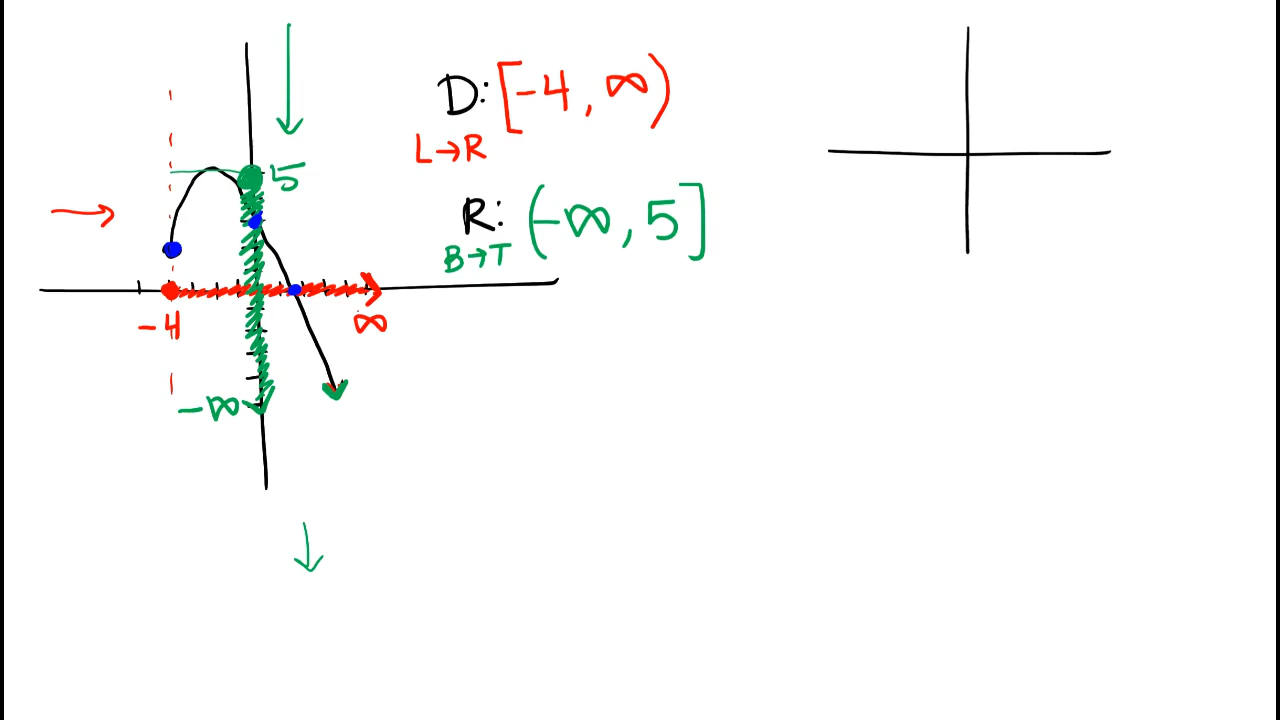 D: [-4, ∞)
L→R
5
R: (-∞, 5]
B→T
-4
∞
-∞